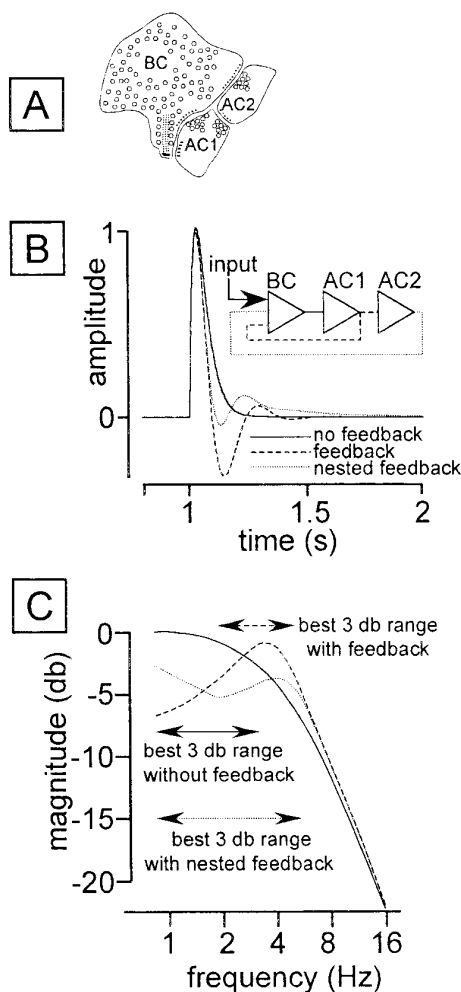 A
BC
AC2
AC1
B
1
0
amplitude
input
BC AC1 AC2
no feedback
feedback
nested feedback
1 1.5 2
time (s)
C
0
-5
-10
-15
-20
magnitude (db)
best 3 db range
with feedback
best 3 db range
without feedback
best 3 db range
with nested feedback
1 2 4 8 16
frequency (Hz)